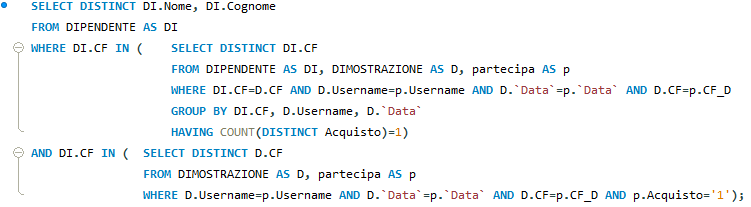 SELECT DISTINCT DI.Nome, DI.Cognome
FROM DIPENDENTE AS DI
WHERE DI.CF IN (    SELECT DISTINCT DI.CF
FROM DIPENDENTE AS DI, DIMOSTRAZIONE AS D, partecipa AS p
WHERE DI.CF=D.CF AND D.Username=p.Username AND D.`Data`=p.`Data` AND D.CF=p.CF_D
GROUP BY DI.CF, D.Username, D.`Data`
HAVING COUNT(DISTINCT Acquisto)=1)
AND DI.CF IN (  SELECT DISTINCT D.CF
FROM DIMOSTRAZIONE AS D, partecipa AS p
WHERE D.Username=p.Username AND D.`Data`=p.`Data` AND D.CF=p.CF_D AND p.Acquisto='1');